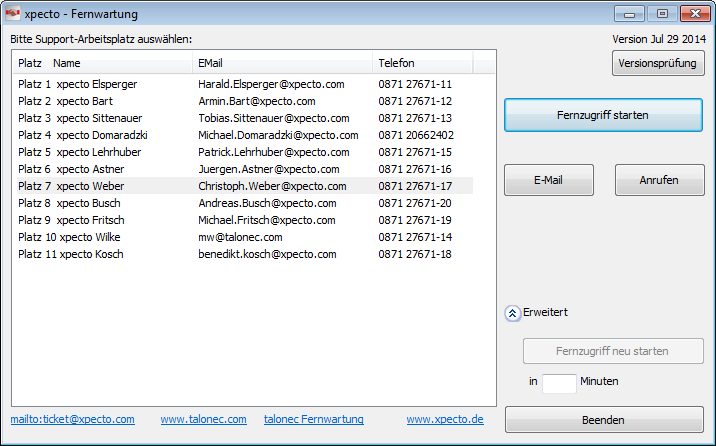 xpecto - Fernwartung
Bitte Support-Arbeitsplatz auswählen:
Version Jul 29 2014
Versionsprüfung
Platz Name EMail Telefon
Platz 1 xpecto Elsperger Harald.Elsperger@xpecto.com 0871 27671-11
Platz 2 xpecto Bart Armin.Bart@xpecto.com 0871 27671-12
Platz 3 xpecto Sittenauer Tobias.Sittenauer@xpecto.com 0871 27671-13
Platz 4 xpecto Domaradzki Michael.Domaradzki@xpecto.com 0871 20662402
Platz 5 xpecto Lehrhuber Patrick.Lehrhuber@xpecto.com 0871 27671-15
Platz 6 xpecto Astner Juergen.Astner@xpecto.com 0871 27671-16
Platz 7 xpecto Weber Christoph.Weber@xpecto.com 0871 27671-17
Platz 8 xpecto Busch Andreas.Busch@xpecto.com 0871 27671-20
Platz 9 xpecto Fritsch Michael.Fritsch@xpecto.com 0871 27671-19
Platz 10 xpecto Wilke mw@talonec.com 0871 27671-14
Platz 11 xpecto Kosch benedikt.kosch@xpecto.com 0871 27671-18
Fernzugriff starten
E-Mail Anrufen
Erweitert
Fernzugriff neu starten
in Minuten
mailto:ticket@xpecto.com www.talonec.com talonec Fernwartung www.xpecto.de
Beenden